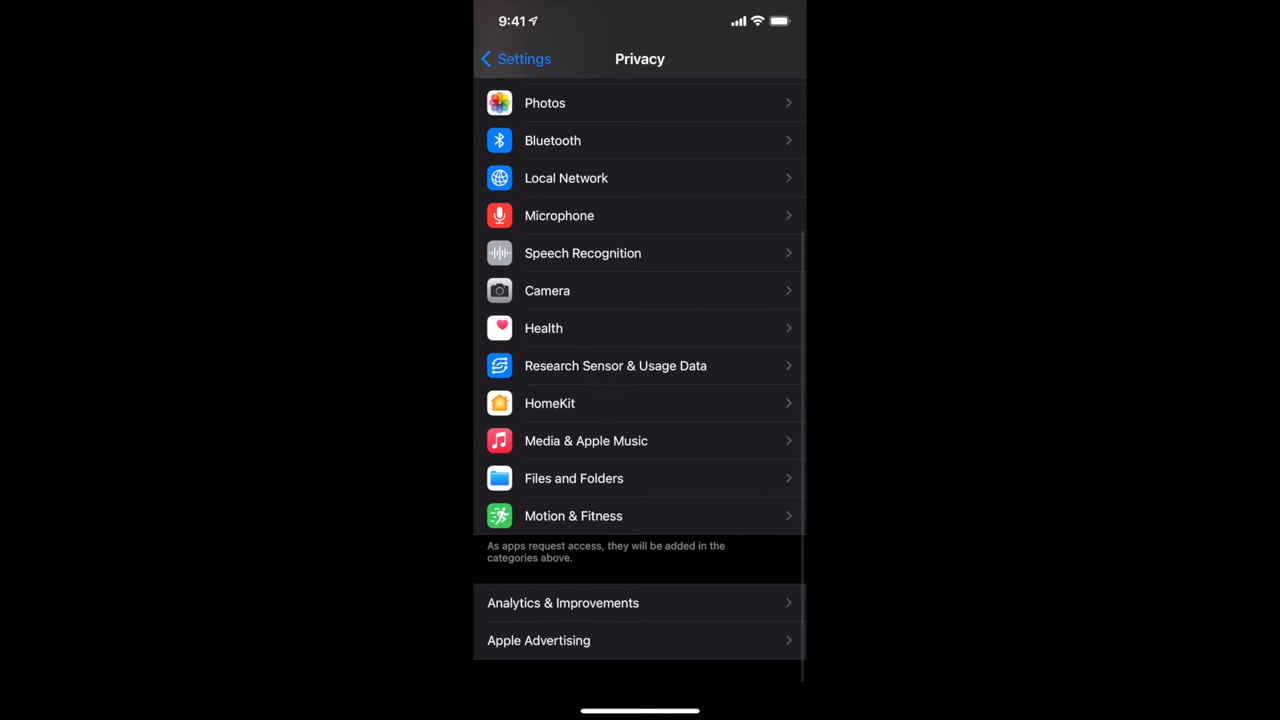 9:41
Settings
Privacy
Photos
Bluetooth
Local Network
Microphone
Speech Recognition
Camera
Health
Research Sensor & Usage Data
HomeKit
Media & Apple Music
Files and Folders
Motion & Fitness
As apps request access, they will be added in the
categories above.
Analytics & Improvements
Apple Advertising